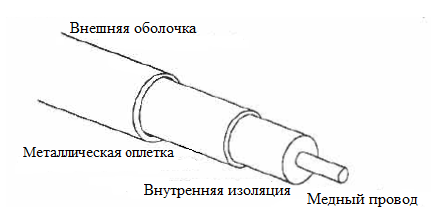 Внешняя оболочка
Металлическая оплетка
Внутренняя изоляция
Медный провод